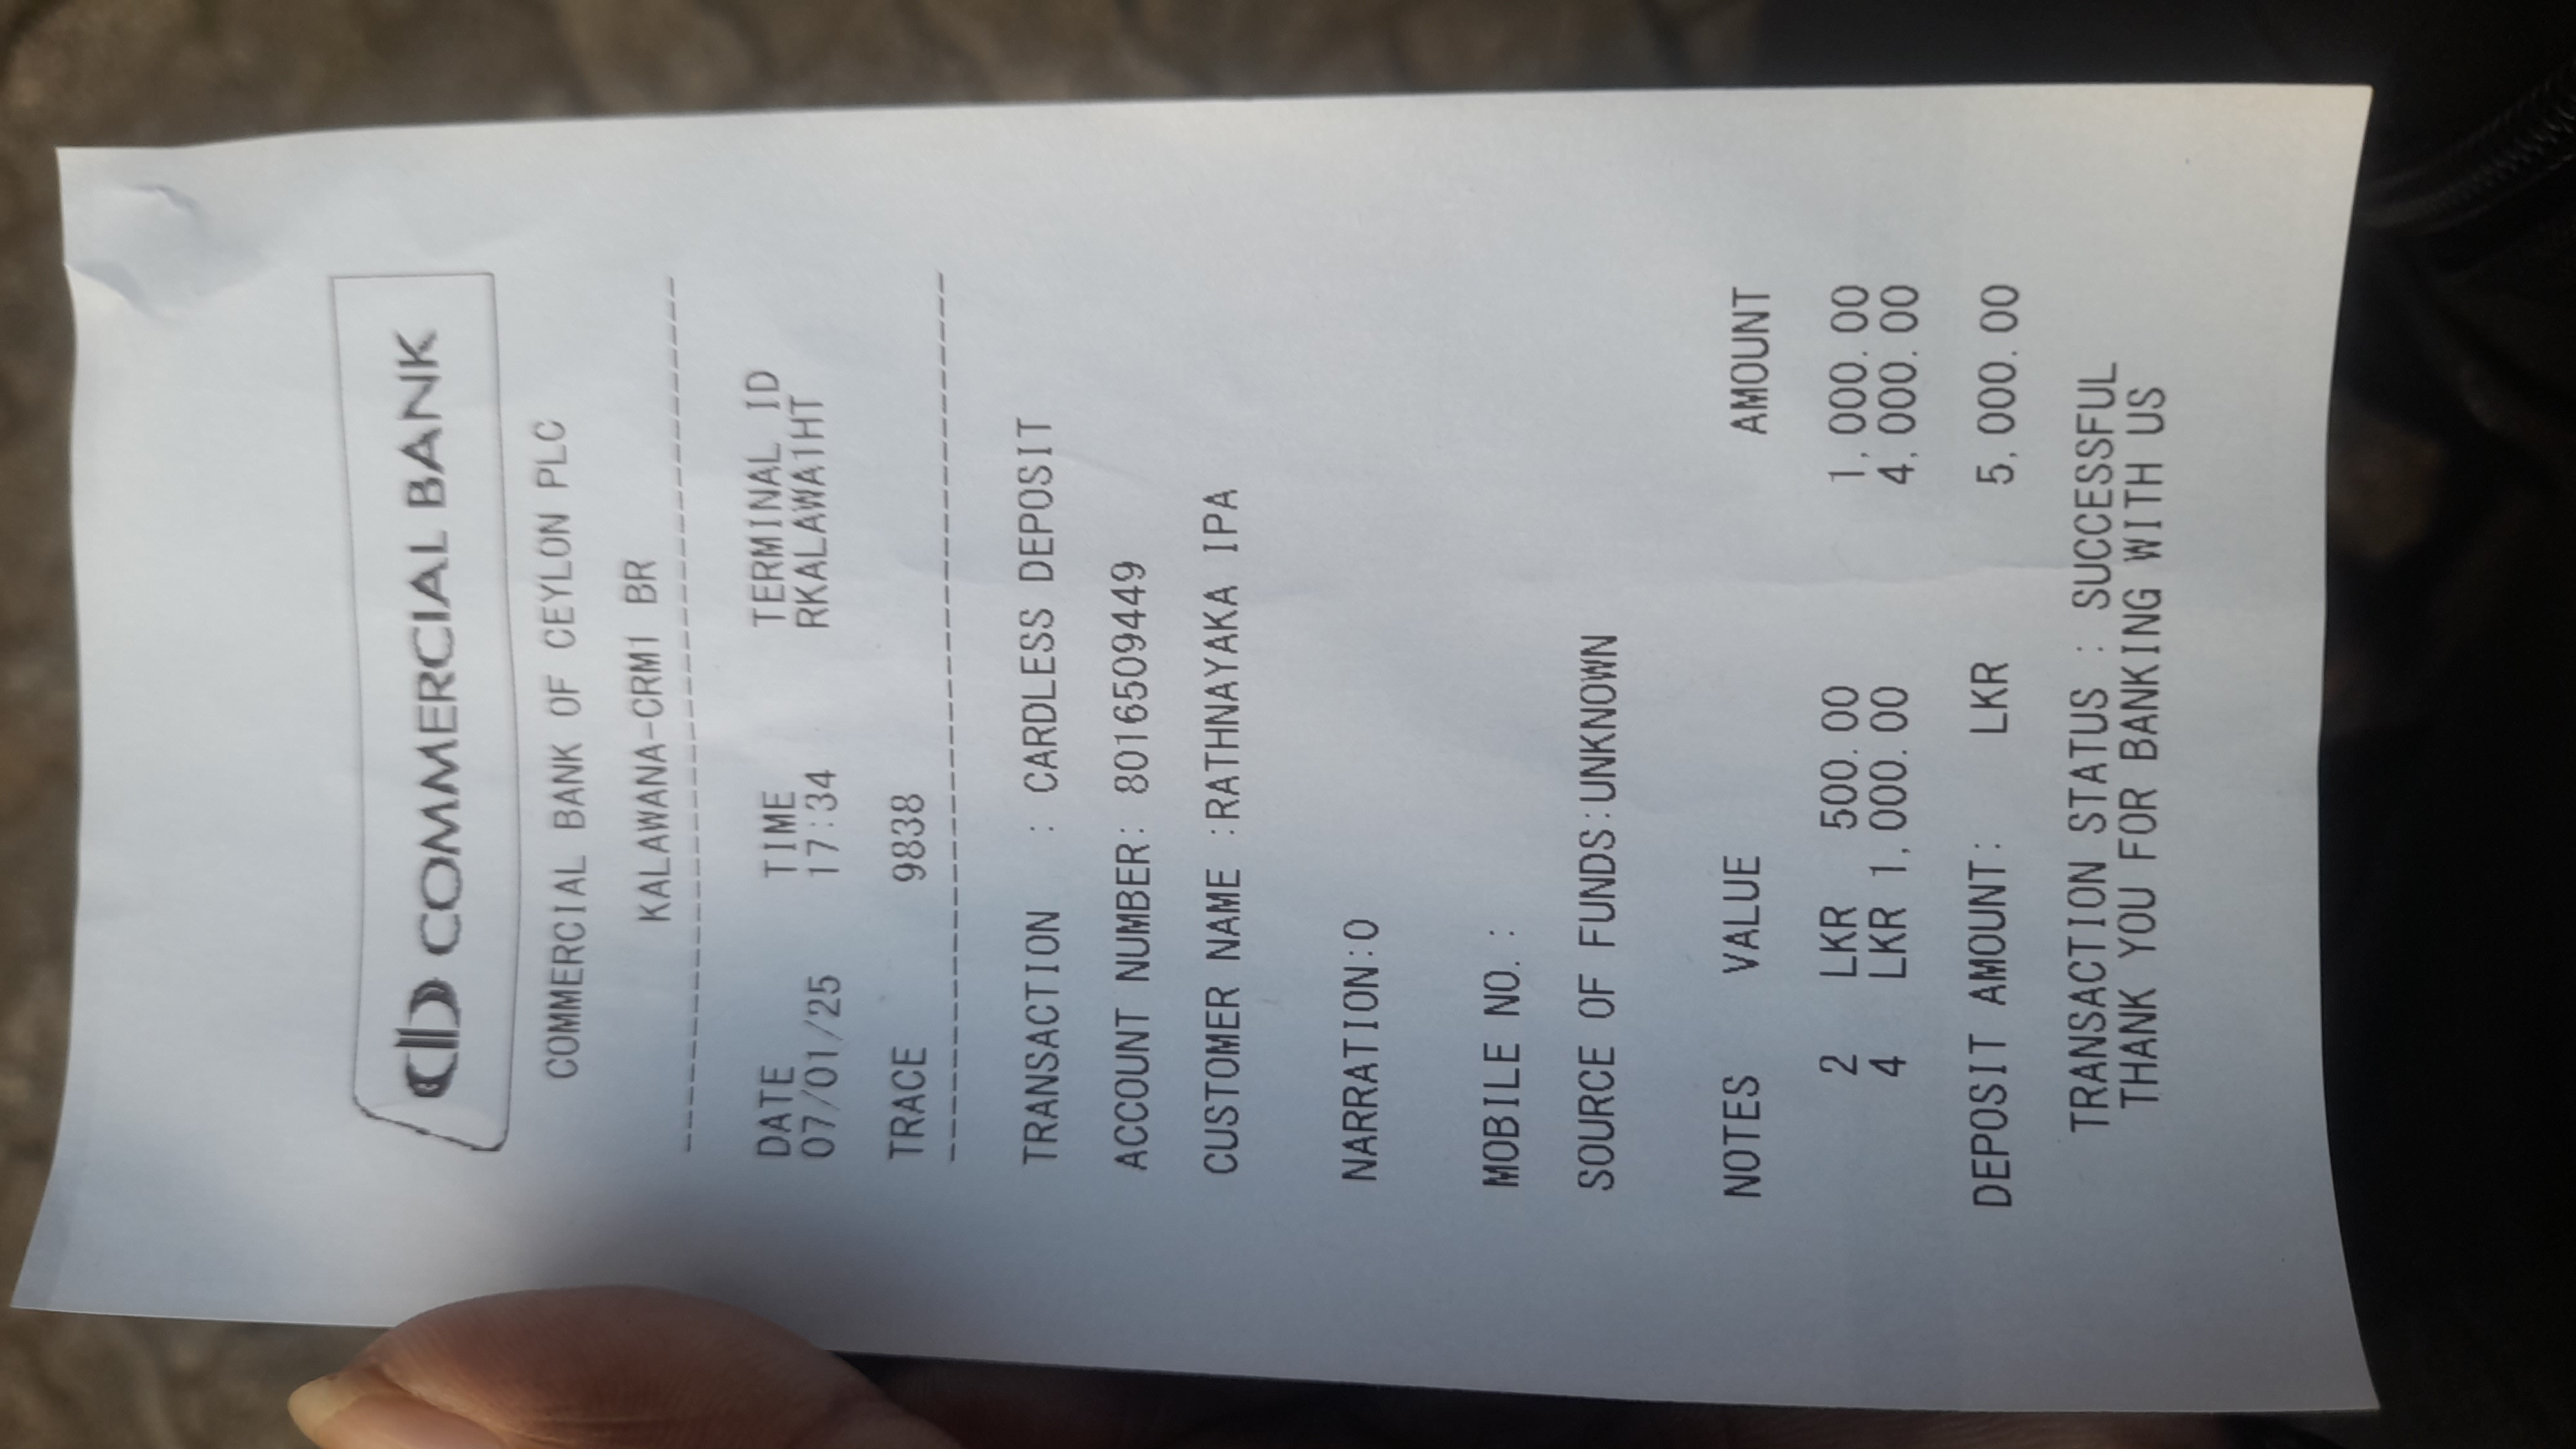 COMMERCIAL BANK
COMMERCIAL BANK OF CEYLON PLC
KALAWANA-CRM1 BR
--------------------------------
DATE TIME TERMINAL ID
07/01/25 17:34 RKALAWA1HT
TRACE 9838
--------------------------------
TRANSACTION : CARDLESS DEPOSIT
ACCOUNT NUMBER: 8016509449
CUSTOMER NAME :RATHNAYAKA IPA
NARRATION:0
MOBILE NO. :
SOURCE OF FUNDS:UNKNOWN
NOTES VALUE AMOUNT
2 LKR 500.00 1,000.00
4 LKR 1,000.00 4,000.00
DEPOSIT AMOUNT: LKR 5,000.00
TRANSACTION STATUS : SUCCESSFUL
THANK YOU FOR BANKING WITH US